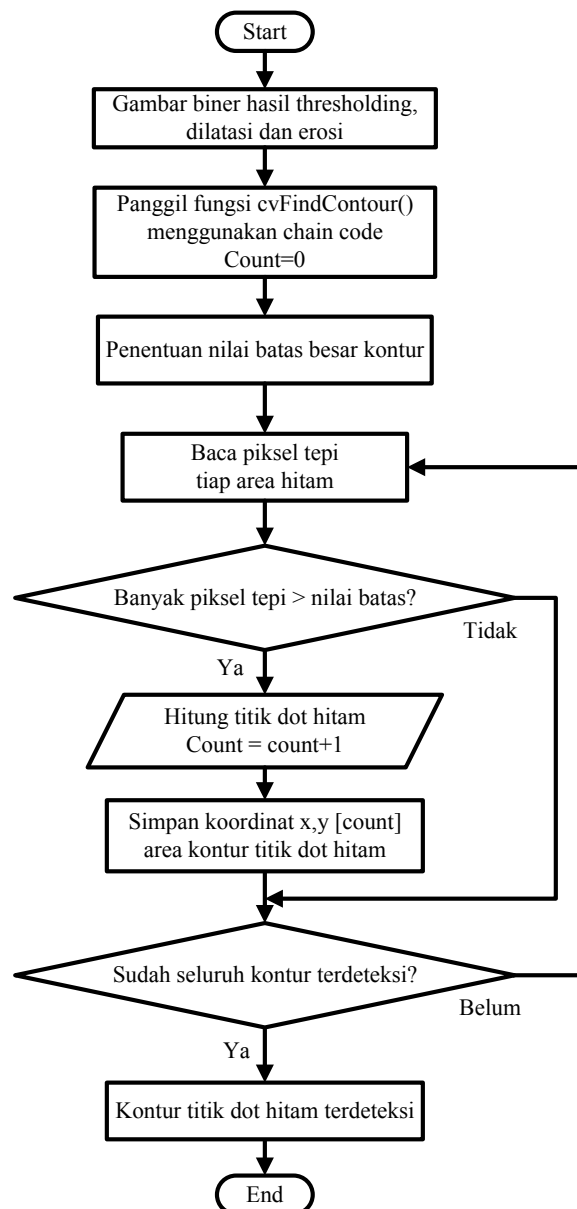 Start
Gambar biner hasil thresholding,
dilatasi dan erosi
Panggil fungsi cvFindContour()
menggunakan chain code
Count=0
Penentuan nilai batas besar kontur
Baca piksel tepi
tiap area hitam
Banyak piksel tepi > nilai batas?
Tidak
Ya
Hitung titik dot hitam
Count = count+1
Simpan koordinat x,y [count]
area kontur titik dot hitam
Sudah seluruh kontur terdeteksi?
Belum
Ya
Kontur titik dot hitam terdeteksi
End